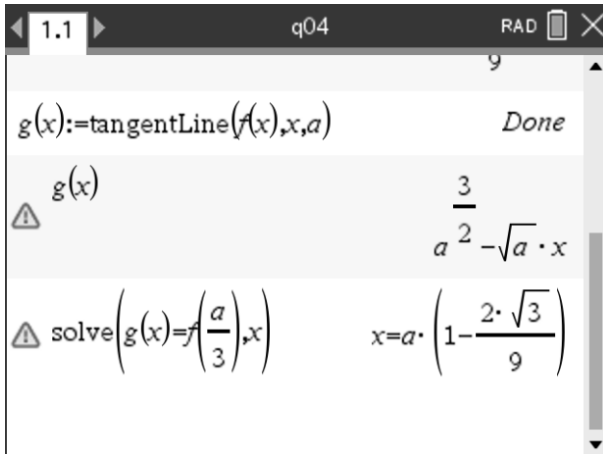 1.1 q04 RAD
9
g(x):=tangentLine(f(x),x,a) Done
g(x) a^(3/2)-√a·x
solve(g(x)=f(a/3),x) x=a·(1-(2·√3)/9)